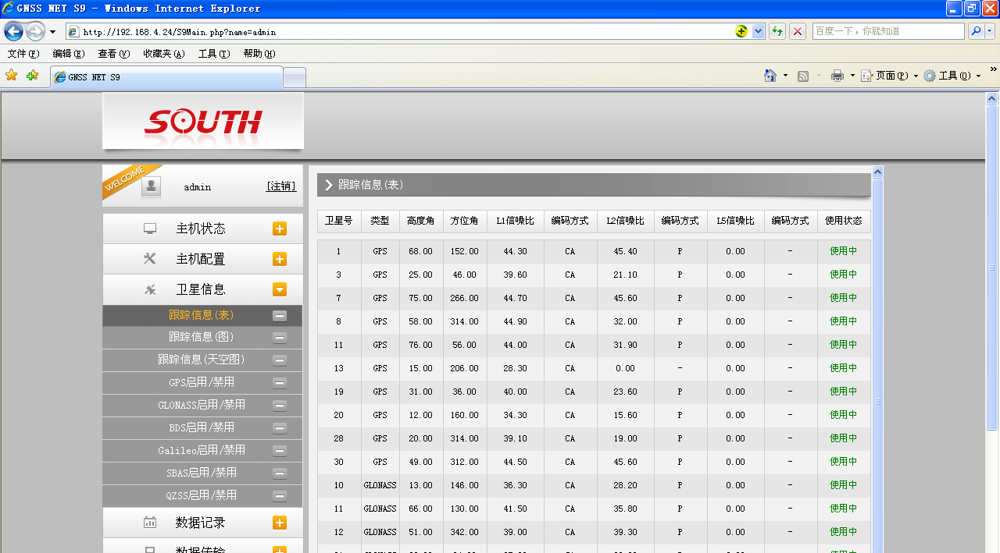 GNSS NET S9 - Windows Internet Explorer
http://192.168.4.24/S9Main.php?name=admin
百度一下，你就知道
文件(F) 编辑(E) 查看(V) 收藏夹(A) 工具(T) 帮助(H)
GNSS NET S9
页面(P) 工具(O) »
SOUTH
WELCOME
admin [注销]
主机状态
主机配置
卫星信息
跟踪信息(表)
跟踪信息(图)
跟踪信息(天空图)
GPS启用/禁用
GLONASS启用/禁用
BDS启用/禁用
Galileo启用/禁用
SBAS启用/禁用
QZSS启用/禁用
数据记录
数据传输
跟踪信息(表)
卫星号 类型 高度角 方位角 L1信噪比 编码方式 L2信噪比 编码方式 L5信噪比 编码方式 使用状态
1 GPS 68.00 152.00 44.30 CA 45.40 P 0.00 - 使用中
3 GPS 25.00 46.00 39.60 CA 21.10 P 0.00 - 使用中
7 GPS 75.00 266.00 44.70 CA 45.60 P 0.00 - 使用中
8 GPS 58.00 314.00 44.90 CA 32.00 P 0.00 - 使用中
11 GPS 76.00 56.00 44.00 CA 31.90 P 0.00 - 使用中
13 GPS 15.00 206.00 28.30 CA 0.00 - 0.00 - 使用中
19 GPS 31.00 36.00 40.00 CA 23.60 P 0.00 - 使用中
20 GPS 12.00 160.00 34.30 CA 15.60 P 0.00 - 使用中
28 GPS 20.00 314.00 39.10 CA 19.00 P 0.00 - 使用中
30 GPS 49.00 312.00 44.50 CA 45.60 P 0.00 - 使用中
10 GLONASS 13.00 146.00 36.30 CA 28.20 P 0.00 - 使用中
11 GLONASS 66.00 130.00 41.50 CA 35.80 P 0.00 - 使用中
12 GLONASS 51.00 342.00 39.00 CA 39.30 P 0.00 - 使用中